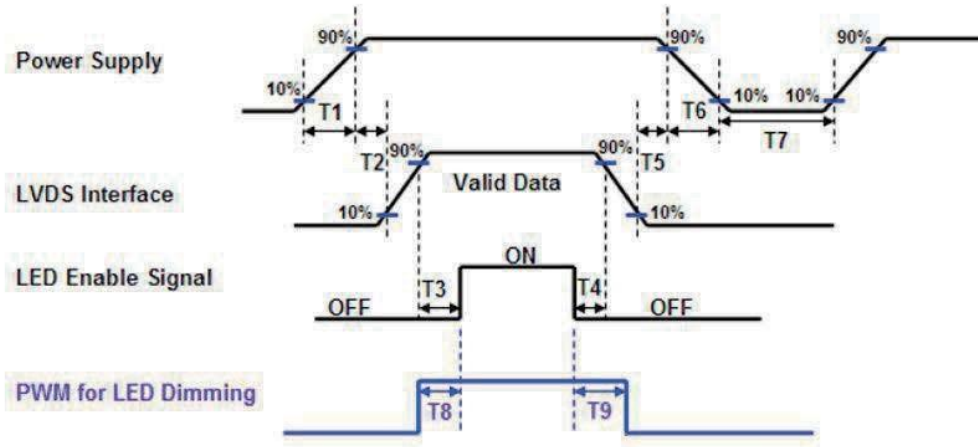 90% 90% 90%
Power Supply
10% 10% 10%
T1 T6
T7
T2 90% 90% T5
Valid Data
LVDS Interface
10% 10%
ON
LED Enable Signal
T3 T4
OFF OFF
PWM for LED Dimming
T8 T9